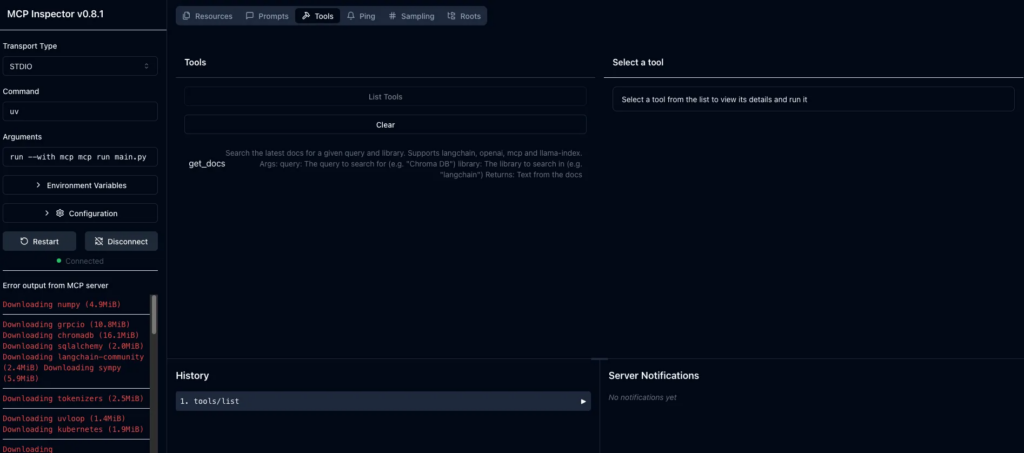 MCP Inspector v0.8.1
Transport Type
STDIO
Command
uv
Arguments
run --with mcp mcp run main.py
Environment Variables
Configuration
Restart
Disconnect
Connected
Error output from MCP server
Downloading numpy (4.9MiB)
Downloading grpcio (10.8MiB)
Downloading chromadb (16.1MiB)
Downloading sqlalchemy (2.0MiB)
Downloading langchain-community
(2.4MiB) Downloading sympy
(5.9MiB)
Downloading tokenizers (2.5MiB)
Downloading uvloop (1.4MiB)
Downloading kubernetes (1.9MiB)
Downloading
Resources
Prompts
Tools
Ping
Sampling
Roots
Tools
List Tools
Clear
get_docs
Search the latest docs for a given query and library. Supports langchain, openai, mcp and llama-index.
Args: query: The query to search for (e.g. "Chroma DB") library: The library to search in (e.g.
"langchain") Returns: Text from the docs
Select a tool
Select a tool from the list to view its details and run it
History
1. tools/list
Server Notifications
No notifications yet